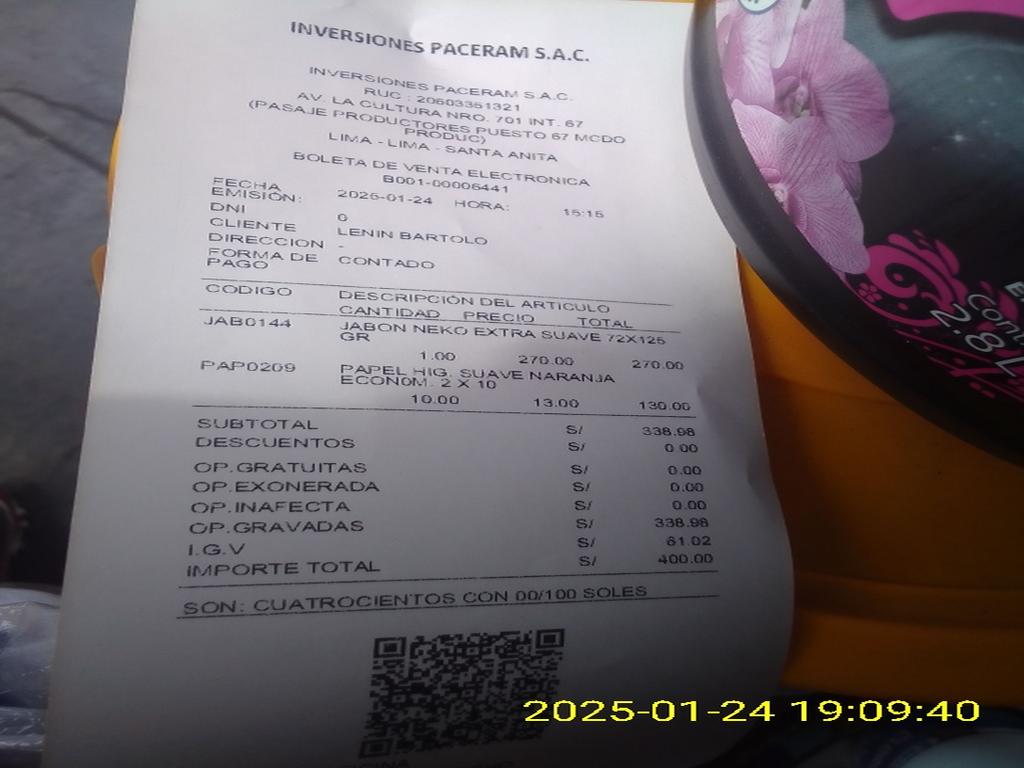 INVERSIONES PACERAM S.A.C.
INVERSIONES PACERAM S.A.C.
RUC : 20603351321
AV. LA CULTURA NRO. 701 INT. 67
(PASAJE PRODUCTORES PUESTO 67 MCDO
PRODUC)
LIMA - LIMA - SANTA ANITA
BOLETA DE VENTA ELECTRONICA
B001-00006441
FECHA
EMISIÓN: 2025-01-24 HORA: 15:15
DNI 0
CLIENTE LENIN BARTOLO
DIRECCION -
FORMA DE
PAGO CONTADO
CODIGO DESCRIPCIÓN DEL ARTICULO
CANTIDAD PRECIO TOTAL
JAB0144 JABON NEKO EXTRA SUAVE 72X125
GR
1.00 270.00 270.00
PAP0209 PAPEL HIG. SUAVE NARANJA
ECONOM. 2 X 10
10.00 13.00 130.00
SUBTOTAL S/ 338.98
DESCUENTOS S/ 0.00
OP.GRATUITAS S/ 0.00
OP.EXONERADA S/ 0.00
OP.INAFECTA S/ 0.00
OP.GRAVADAS S/ 338.98
I.G.V S/ 61.02
IMPORTE TOTAL S/ 400.00
SON: CUATROCIENTOS CON 00/100 SOLES
2.8L
2025-01-24 19:09:40